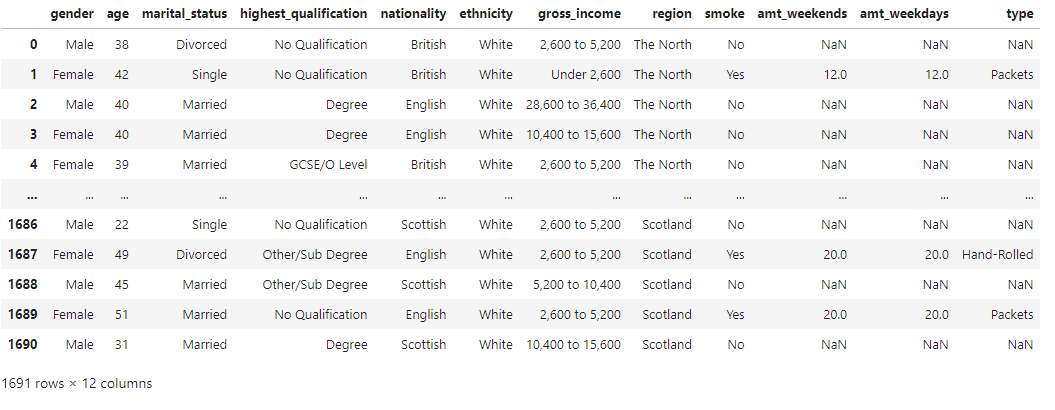 gender age marital_status highest_qualification nationality ethnicity gross_income region smoke amt_weekends amt_weekdays type
0 Male 38 Divorced No Qualification British White 2,600 to 5,200 The North No NaN NaN NaN
1 Female 42 Single No Qualification British White Under 2,600 The North Yes 12.0 12.0 Packets
2 Male 40 Married Degree English White 28,600 to 36,400 The North No NaN NaN NaN
3 Female 40 Married Degree English White 10,400 to 15,600 The North No NaN NaN NaN
4 Female 39 Married GCSE/O Level British White 2,600 to 5,200 The North No NaN NaN NaN
... ... ... ... ... ... ... ... ... ... ... ... ...
1686 Male 22 Single No Qualification Scottish White 2,600 to 5,200 Scotland No NaN NaN NaN
1687 Female 49 Divorced Other/Sub Degree English White 2,600 to 5,200 Scotland Yes 20.0 20.0 Hand-Rolled
1688 Male 45 Married Other/Sub Degree Scottish White 5,200 to 10,400 Scotland No NaN NaN NaN
1689 Female 51 Married No Qualification English White 2,600 to 5,200 Scotland Yes 20.0 20.0 Packets
1690 Male 31 Married Degree Scottish White 10,400 to 15,600 Scotland No NaN NaN NaN
1691 rows × 12 columns